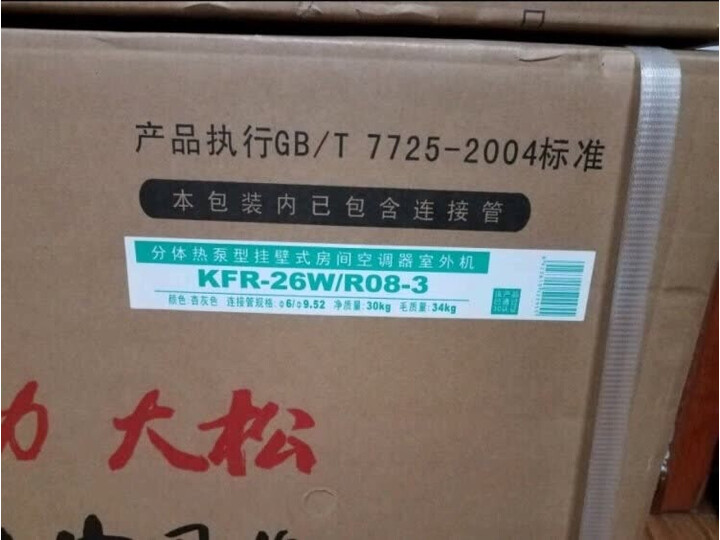 产品执行GB/T 7725-2004标准
本包装内已包含连接管
分体热泵型挂壁式房间空调器室外机
KFR-26W/R08-3
颜色:杏灰色 连接管规格:φ6/φ9.52 净质量:30kg 毛质量:34kg
力 大松